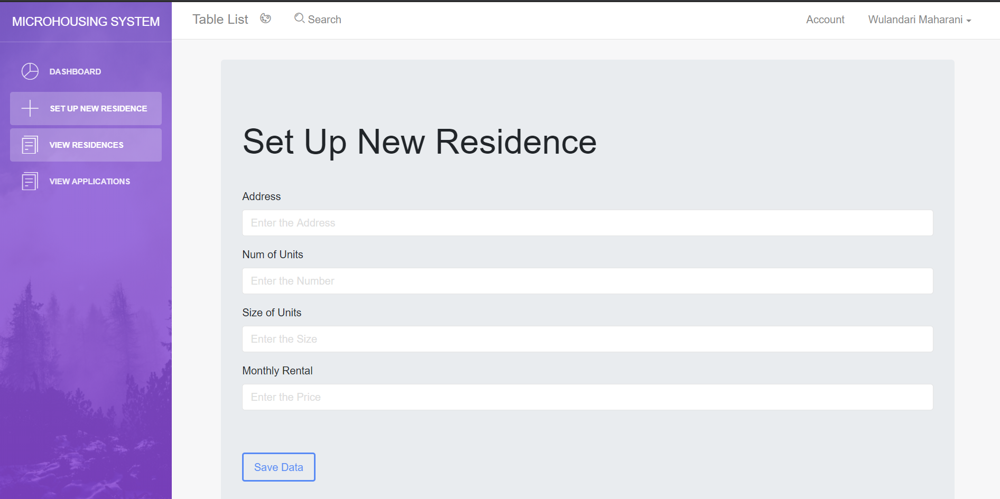 MICROHOUSING SYSTEM
Table List
Search
Account
Wulandari Maharani
DASHBOARD
SET UP NEW RESIDENCE
VIEW RESIDENCES
VIEW APPLICATIONS
Set Up New Residence
Address
Enter the Address
Num of Units
Enter the Number
Size of Units
Enter the Size
Monthly Rental
Enter the Price
Save Data